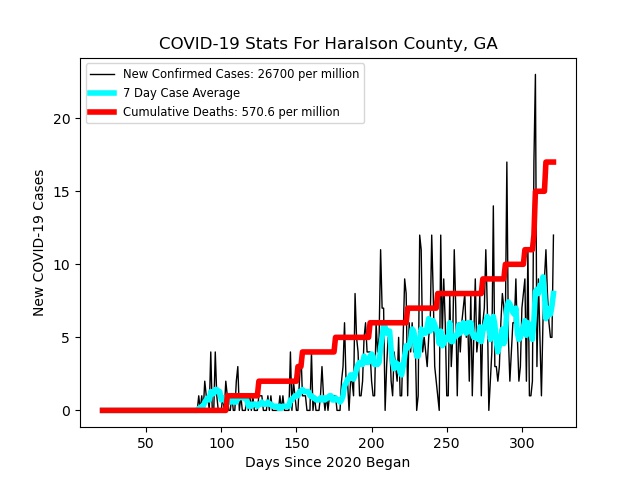 COVID-19 Stats For Haralson County, GA
New Confirmed Cases: 26700 per million
7 Day Case Average
Cumulative Deaths: 570.6 per million
New COVID-19 Cases
20
15
10
5
0
50 100 150 200 250 300
Days Since 2020 Began